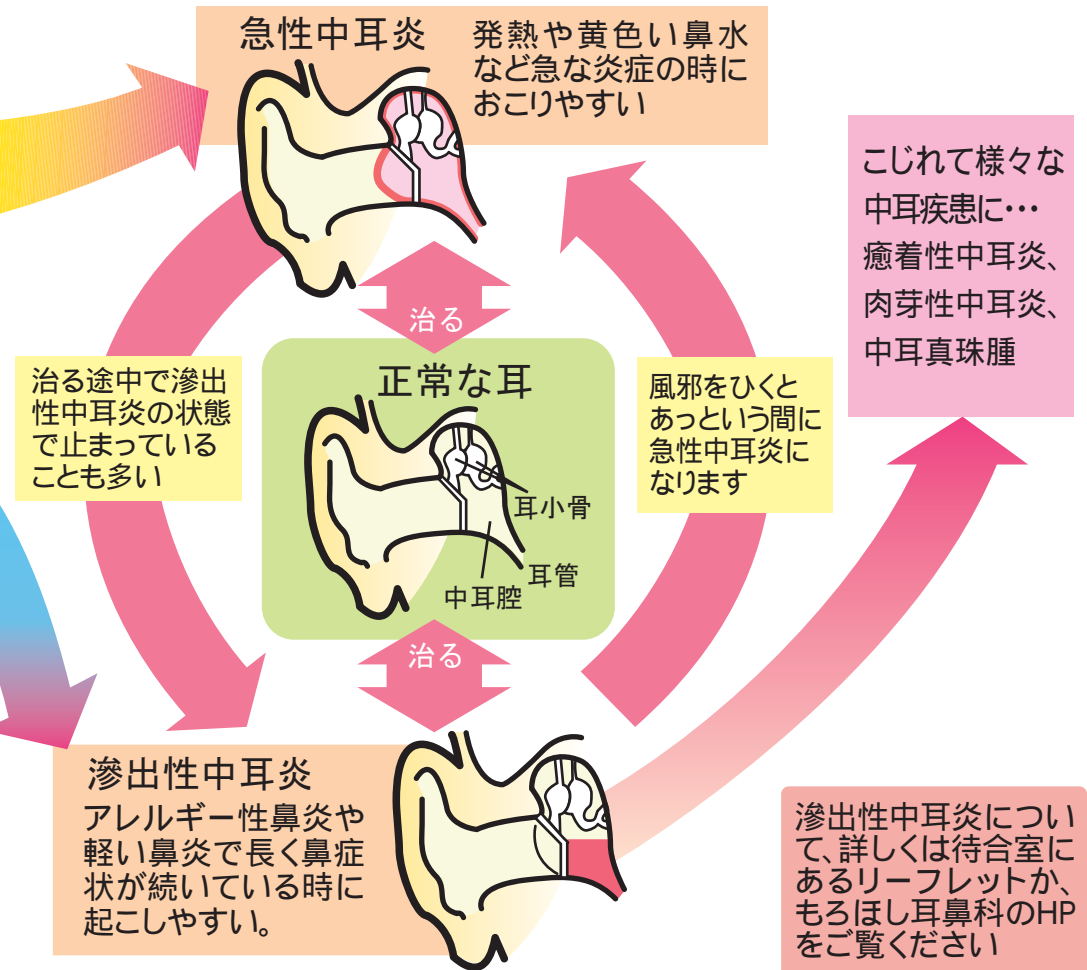 急性中耳炎
発熱や黄色い鼻水
など急な炎症の時に
おこりやすい
こじれて様々な
中耳疾患に･･･
癒着性中耳炎、
肉芽性中耳炎、
中耳真珠腫
治る
正常な耳
耳小骨
耳管
中耳腔
治る途中で滲出
性中耳炎の状態
で止まっている
ことも多い
風邪をひくと
あっという間に
急性中耳炎に
なります
治る
滲出性中耳炎
アレルギー性鼻炎や
軽い鼻炎で長く鼻症
状が続いている時に
起こしやすい。
滲出性中耳炎につい
て、詳しくは待合室に
あるリーフレットか、
もろほし耳鼻科のHP
をご覧ください